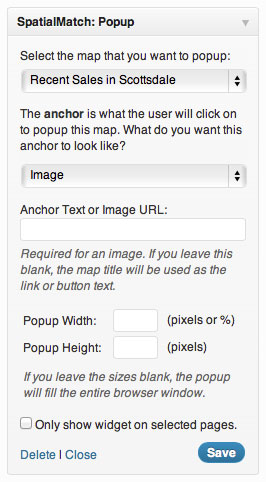 SpatialMatch: Popup
Select the map that you want to popup:
Recent Sales in Scottsdale
The anchor is what the user will click on
to popup this map. What do you want this
anchor to look like?
Image
Anchor Text or Image URL:
Required for an image. If you leave this
blank, the map title will be used as the
link or button text.
Popup Width: (pixels or %)
Popup Height: (pixels)
If you leave the sizes blank, the popup
will fill the entire browser window.
Only show widget on selected pages.
Delete | Close Save